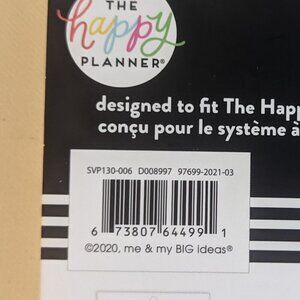 THE
happy
PLANNER®
designed to fit The Happ
conçu pour le système à
SVP130-006 D008997 97699-2021-03
6 73807 64499 1
©2020, me & my BIG ideas®